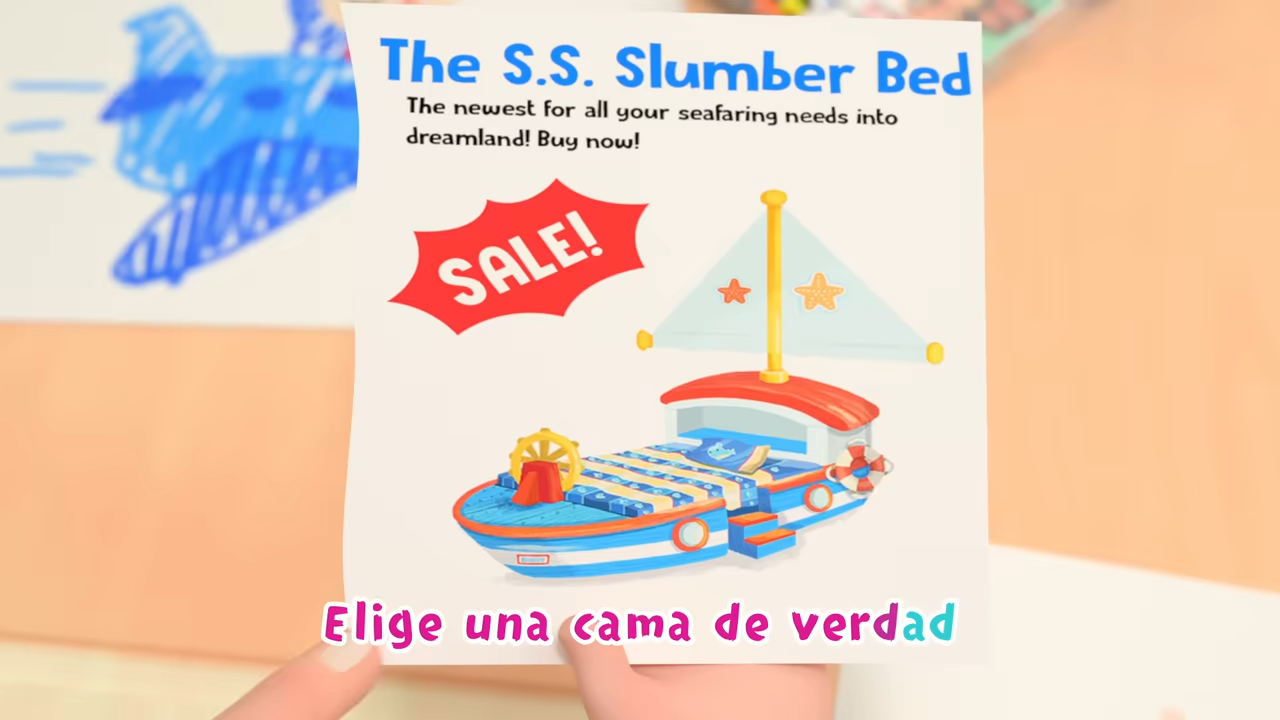 The S.S. Slumber Bed
The newest for all your seafaring needs into
dreamland! Buy now!
SALE!
Elige una cama de verdad